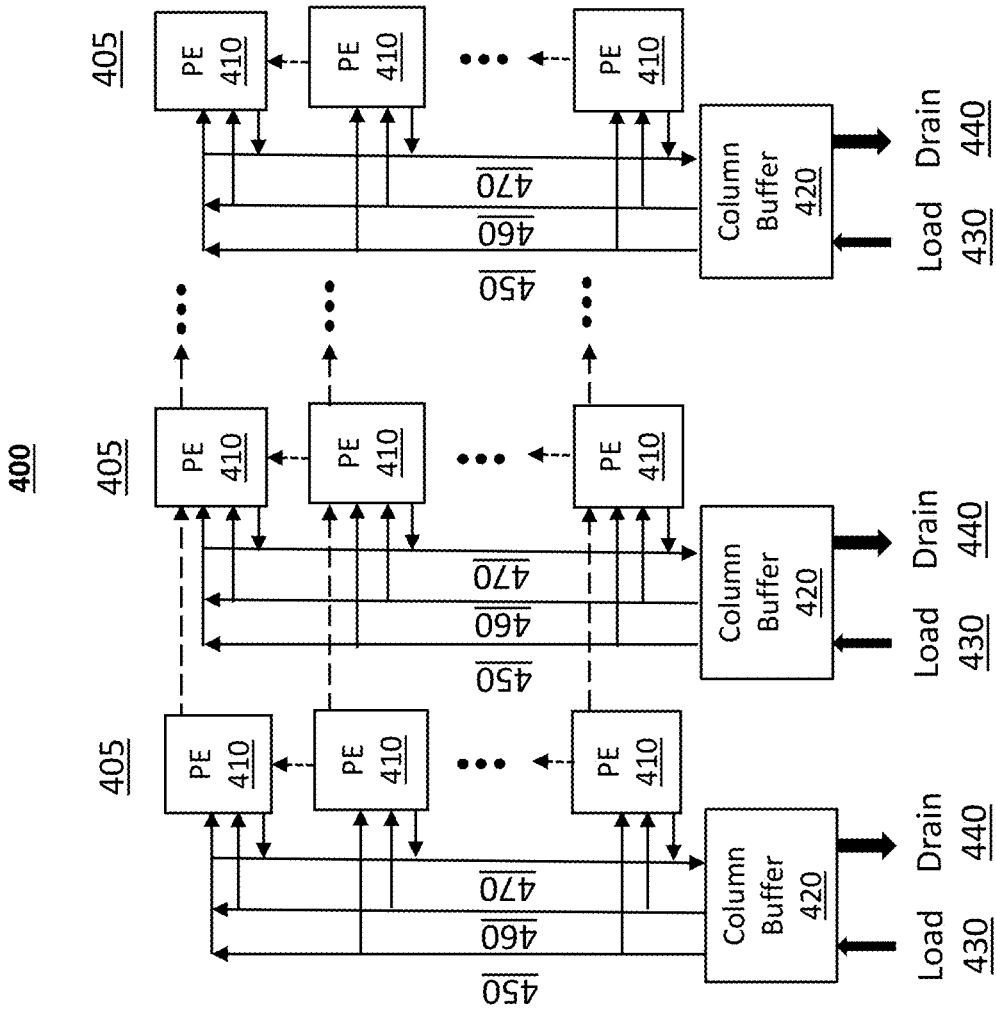 400
405 405 405
PE PE PE
410 410 410
PE PE PE
410 410 410
PE PE PE
410 410 410
450 460 470 450 460 470 450 460 470
Column Column Column
Buffer Buffer Buffer
420 420 420
Load Drain Load Drain Load Drain
430 440 430 440 430 440